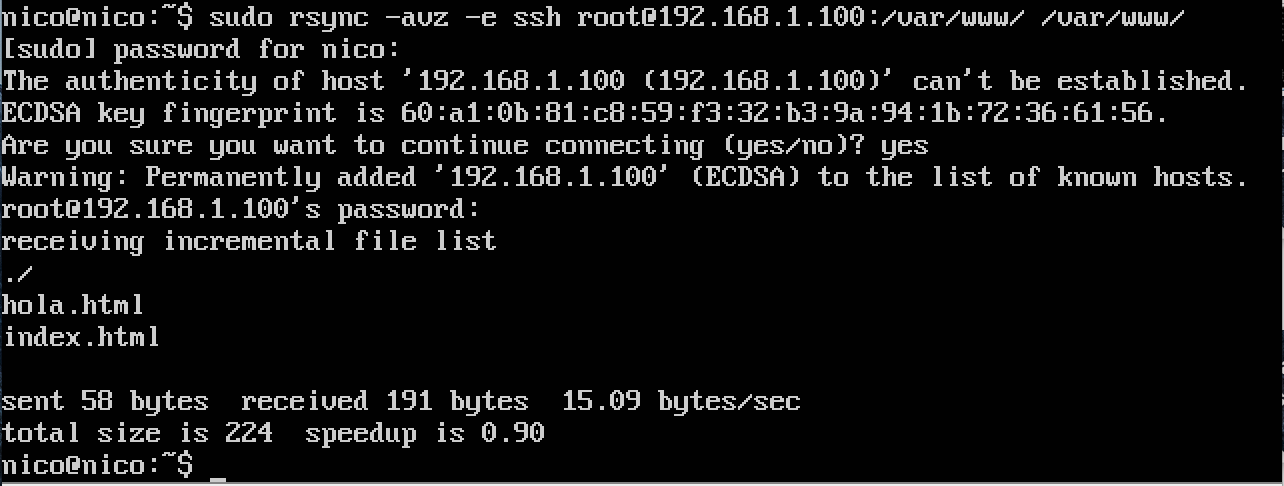 nico@nico:~$ sudo rsync -avz -e ssh root@192.168.1.100:/var/www/ /var/www/
[sudo] password for nico:
The authenticity of host '192.168.1.100 (192.168.1.100)' can't be established.
ECDSA key fingerprint is 60:a1:0b:81:c8:59:f3:32:b3:9a:94:1b:72:36:61:56.
Are you sure you want to continue connecting (yes/no)? yes
Warning: Permanently added '192.168.1.100' (ECDSA) to the list of known hosts.
root@192.168.1.100's password:
receiving incremental file list
./
hola.html
index.html
sent 58 bytes  received 191 bytes  15.09 bytes/sec
total size is 224  speedup is 0.90
nico@nico:~$ _